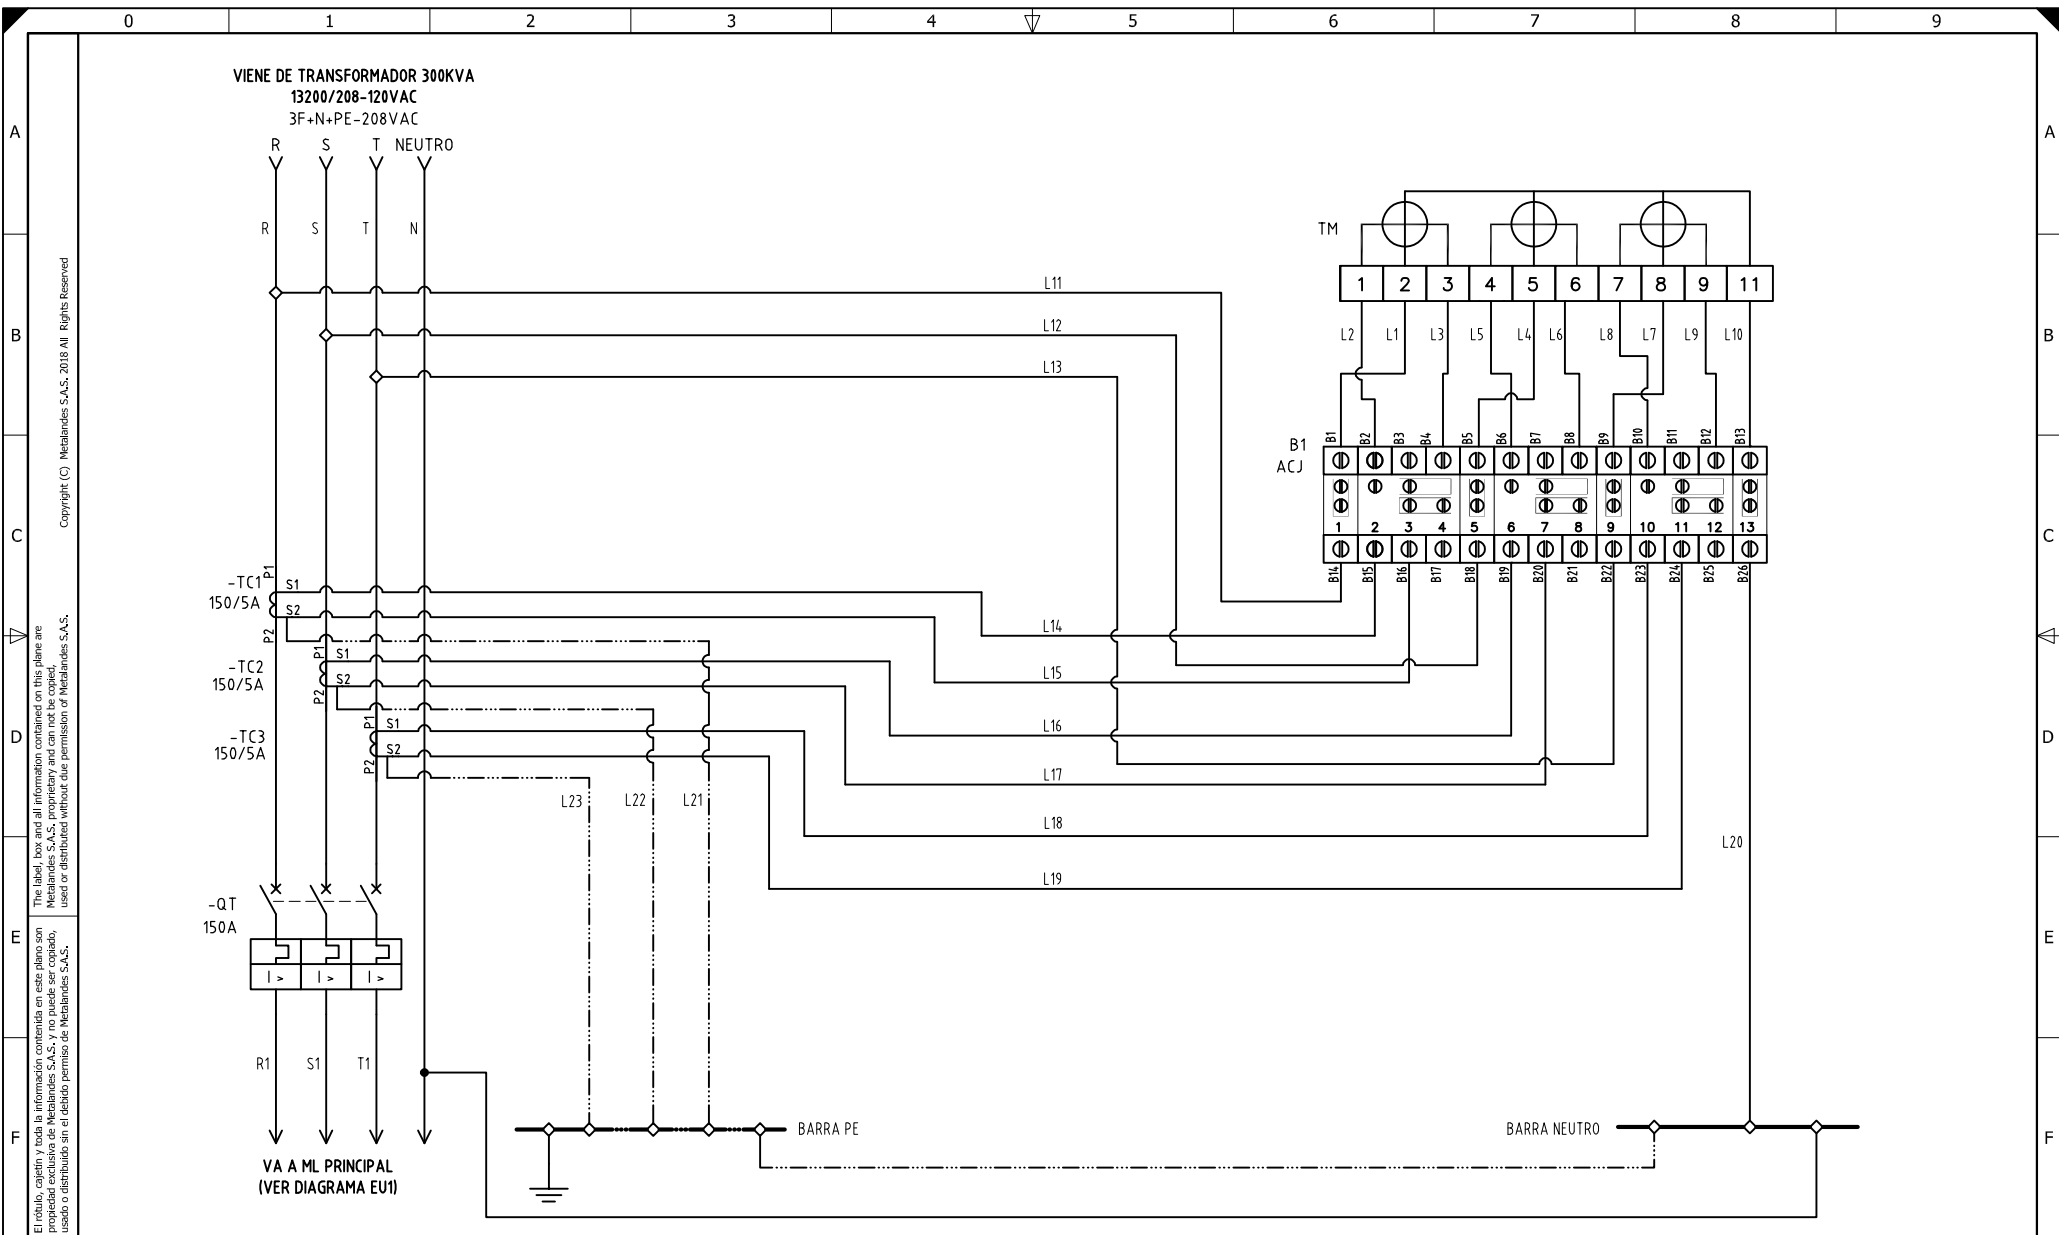 0 1 2 3 4 5 6 7 8 9
VIENE DE TRANSFORMADOR 300KVA
13200/208-120VAC
3F+N+PE-208VAC
R S T NEUTRO
A A
R S T N
TM
1 2 3 4 5 6 7 8 9 11
L11
L12
L13
B B
L2 L1 L3 L5 L4 L6 L8 L7 L9 L10
B1
ACJ
B1 B2 B3 B4 B5 B6 B7 B8 B9 B10 B11 B12 B13
1 2 3 4 5 6 7 8 9 10 11 12 13
B14 B15 B16 B17 B18 B19 B20 B21 B22 B23 B24 B25 B26
C C
-TC1
150/5A
P1
S1
S2
P2
L14
-TC2
150/5A
P1
S1
S2
P2
L15
L16
-TC3
150/5A
P1
S1
S2
P2
D D
L17
L23 L22 L21
L18
L20
L19
-QT
150A
E E
I > I > I >
R1 S1 T1
BARRA PE
BARRA NEUTRO
F F
VA A ML PRINCIPAL
(VER DIAGRAMA EU1)
Copyright (C) Metalandes S.A.S. 2018 All Rights Reserved
The label, box and all information contained on this plane are
Metalandes S.A.S. proprietary and can not be copied,
used or distributed without due permission of Metalandes S.A.S.
El rótulo, cajetín y toda la información contenida en este plano son
propiedad exclusiva de Metalandes S.A.S. y no puede ser copiado,
usado o distribuido sin el debido permiso de Metalandes S.A.S.